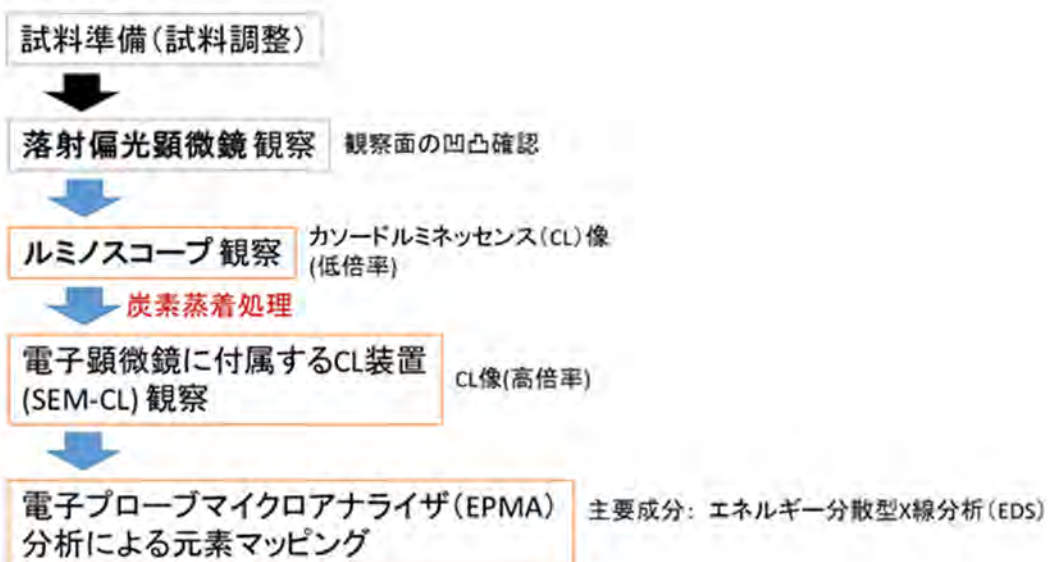 試料準備(試料調整)
落射偏光顕微鏡 観察 観察面の凹凸確認
ルミノスコープ 観察
カソードルミネッセンス(CL)像
(低倍率)
炭素蒸着処理
電子顕微鏡に付属するCL装置
(SEM-CL) 観察
CL像(高倍率)
電子プローブマイクロアナライザ(EPMA)
分析による元素マッピング
主要成分: エネルギー分散型X線分析(EDS)